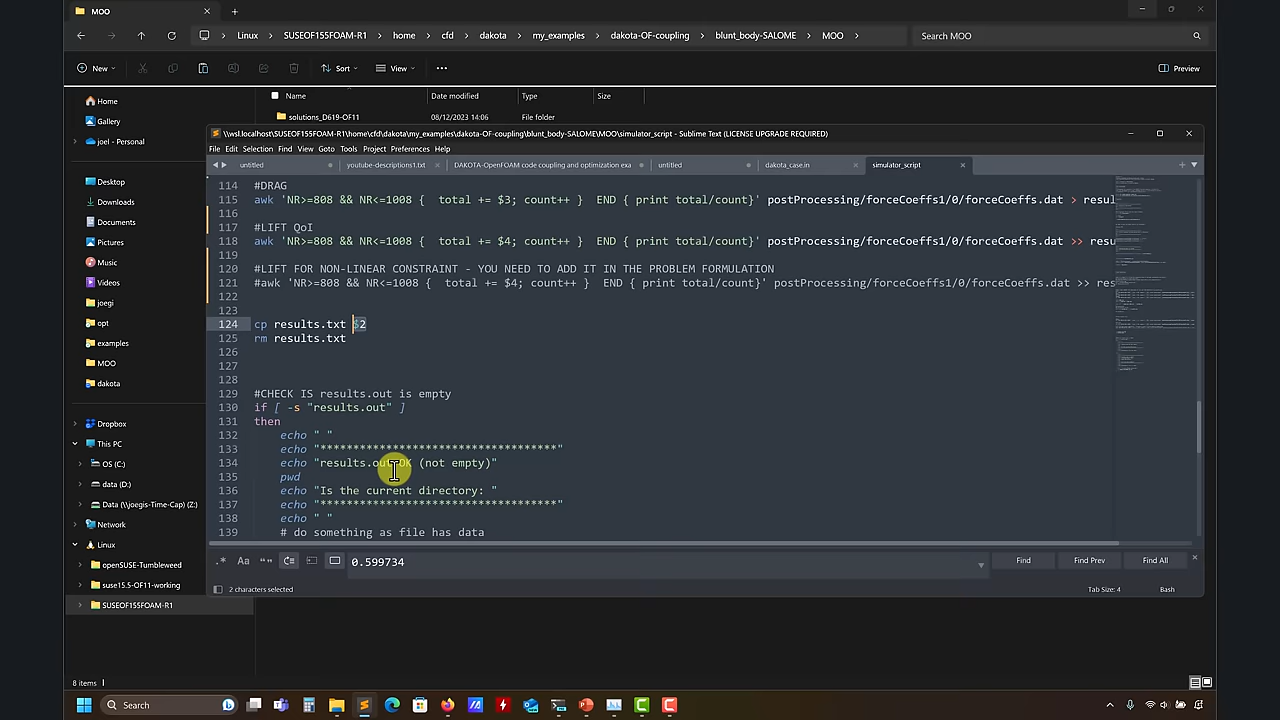 MOO
Linux > SUSEOF155FOAM-R1 > home > cfd > dakota > my_examples > dakota-OF-coupling > blunt_body-SALOME > MOO >
Search MOO
New
Sort
View
Preview
Name
Date modified
Type
Size
solutions_D619-OF11
08/12/2023 14:06
File folder
Home
Gallery
joel - Personal
Desktop
Downloads
Documents
Pictures
Music
Videos
joegi
opt
examples
MOO
dakota
Dropbox
This PC
OS (C:)
data (D:)
Data (\\joegis-Time-Cap) (Z:)
Network
Linux
openSUSE-Tumbleweed
suse15.5-OF11-working
SUSEOF155FOAM-R1
8 items
\\wsl.localhost\SUSEOF155FOAM-R1\home\cfd\dakota\my_examples\dakota-OF-coupling\blunt_body-SALOME\MOO\simulator_script - Sublime Text (LICENSE UPGRADE REQUIRED)
File Edit Selection Find View Goto Tools Project Preferences Help
untitled
youtube-descriptions1.txt
DAKOTA-OpenFOAM code coupling and optimization exa
untitled
dakota_case.in
simulator_script
114 #DRAG
115 awk 'NR>=808 && NR<=1008 { total += $3; count++ }  END { print total/count}' postProcessing/forceCoeffs1/0/forceCoeffs.dat > resul
116
117 #LIFT QoI
118 awk 'NR>=808 && NR<=1008 { total += $4; count++ }  END { print total/count}' postProcessing/forceCoeffs1/0/forceCoeffs.dat >> resu
119
120 #LIFT FOR NON-LINEAR CONSTRAINT - YOU NEED TO ADD IT IN THE PROBLEM FORMULATION
121 #awk 'NR>=808 && NR<=1008 { total += $4; count++ }  END { print total/count}' postProcessing/forceCoeffs1/0/forceCoeffs.dat >> res
122
123
124 cp results.txt $2
125 rm results.txt
126
127
128
129 #CHECK IS results.out is empty
130 if [ -s "results.out" ]
131 then
132 echo " "
133 echo "*********************************"
134 echo "results.out OK (not empty)"
135 pwd
136 echo "Is the current directory: "
137 echo "*********************************"
138 echo " "
139 # do something as file has data
.* Aa “”
0.599734
Find
Find Prev
Find All
2 characters selected
Tab Size: 4
Bash
Search